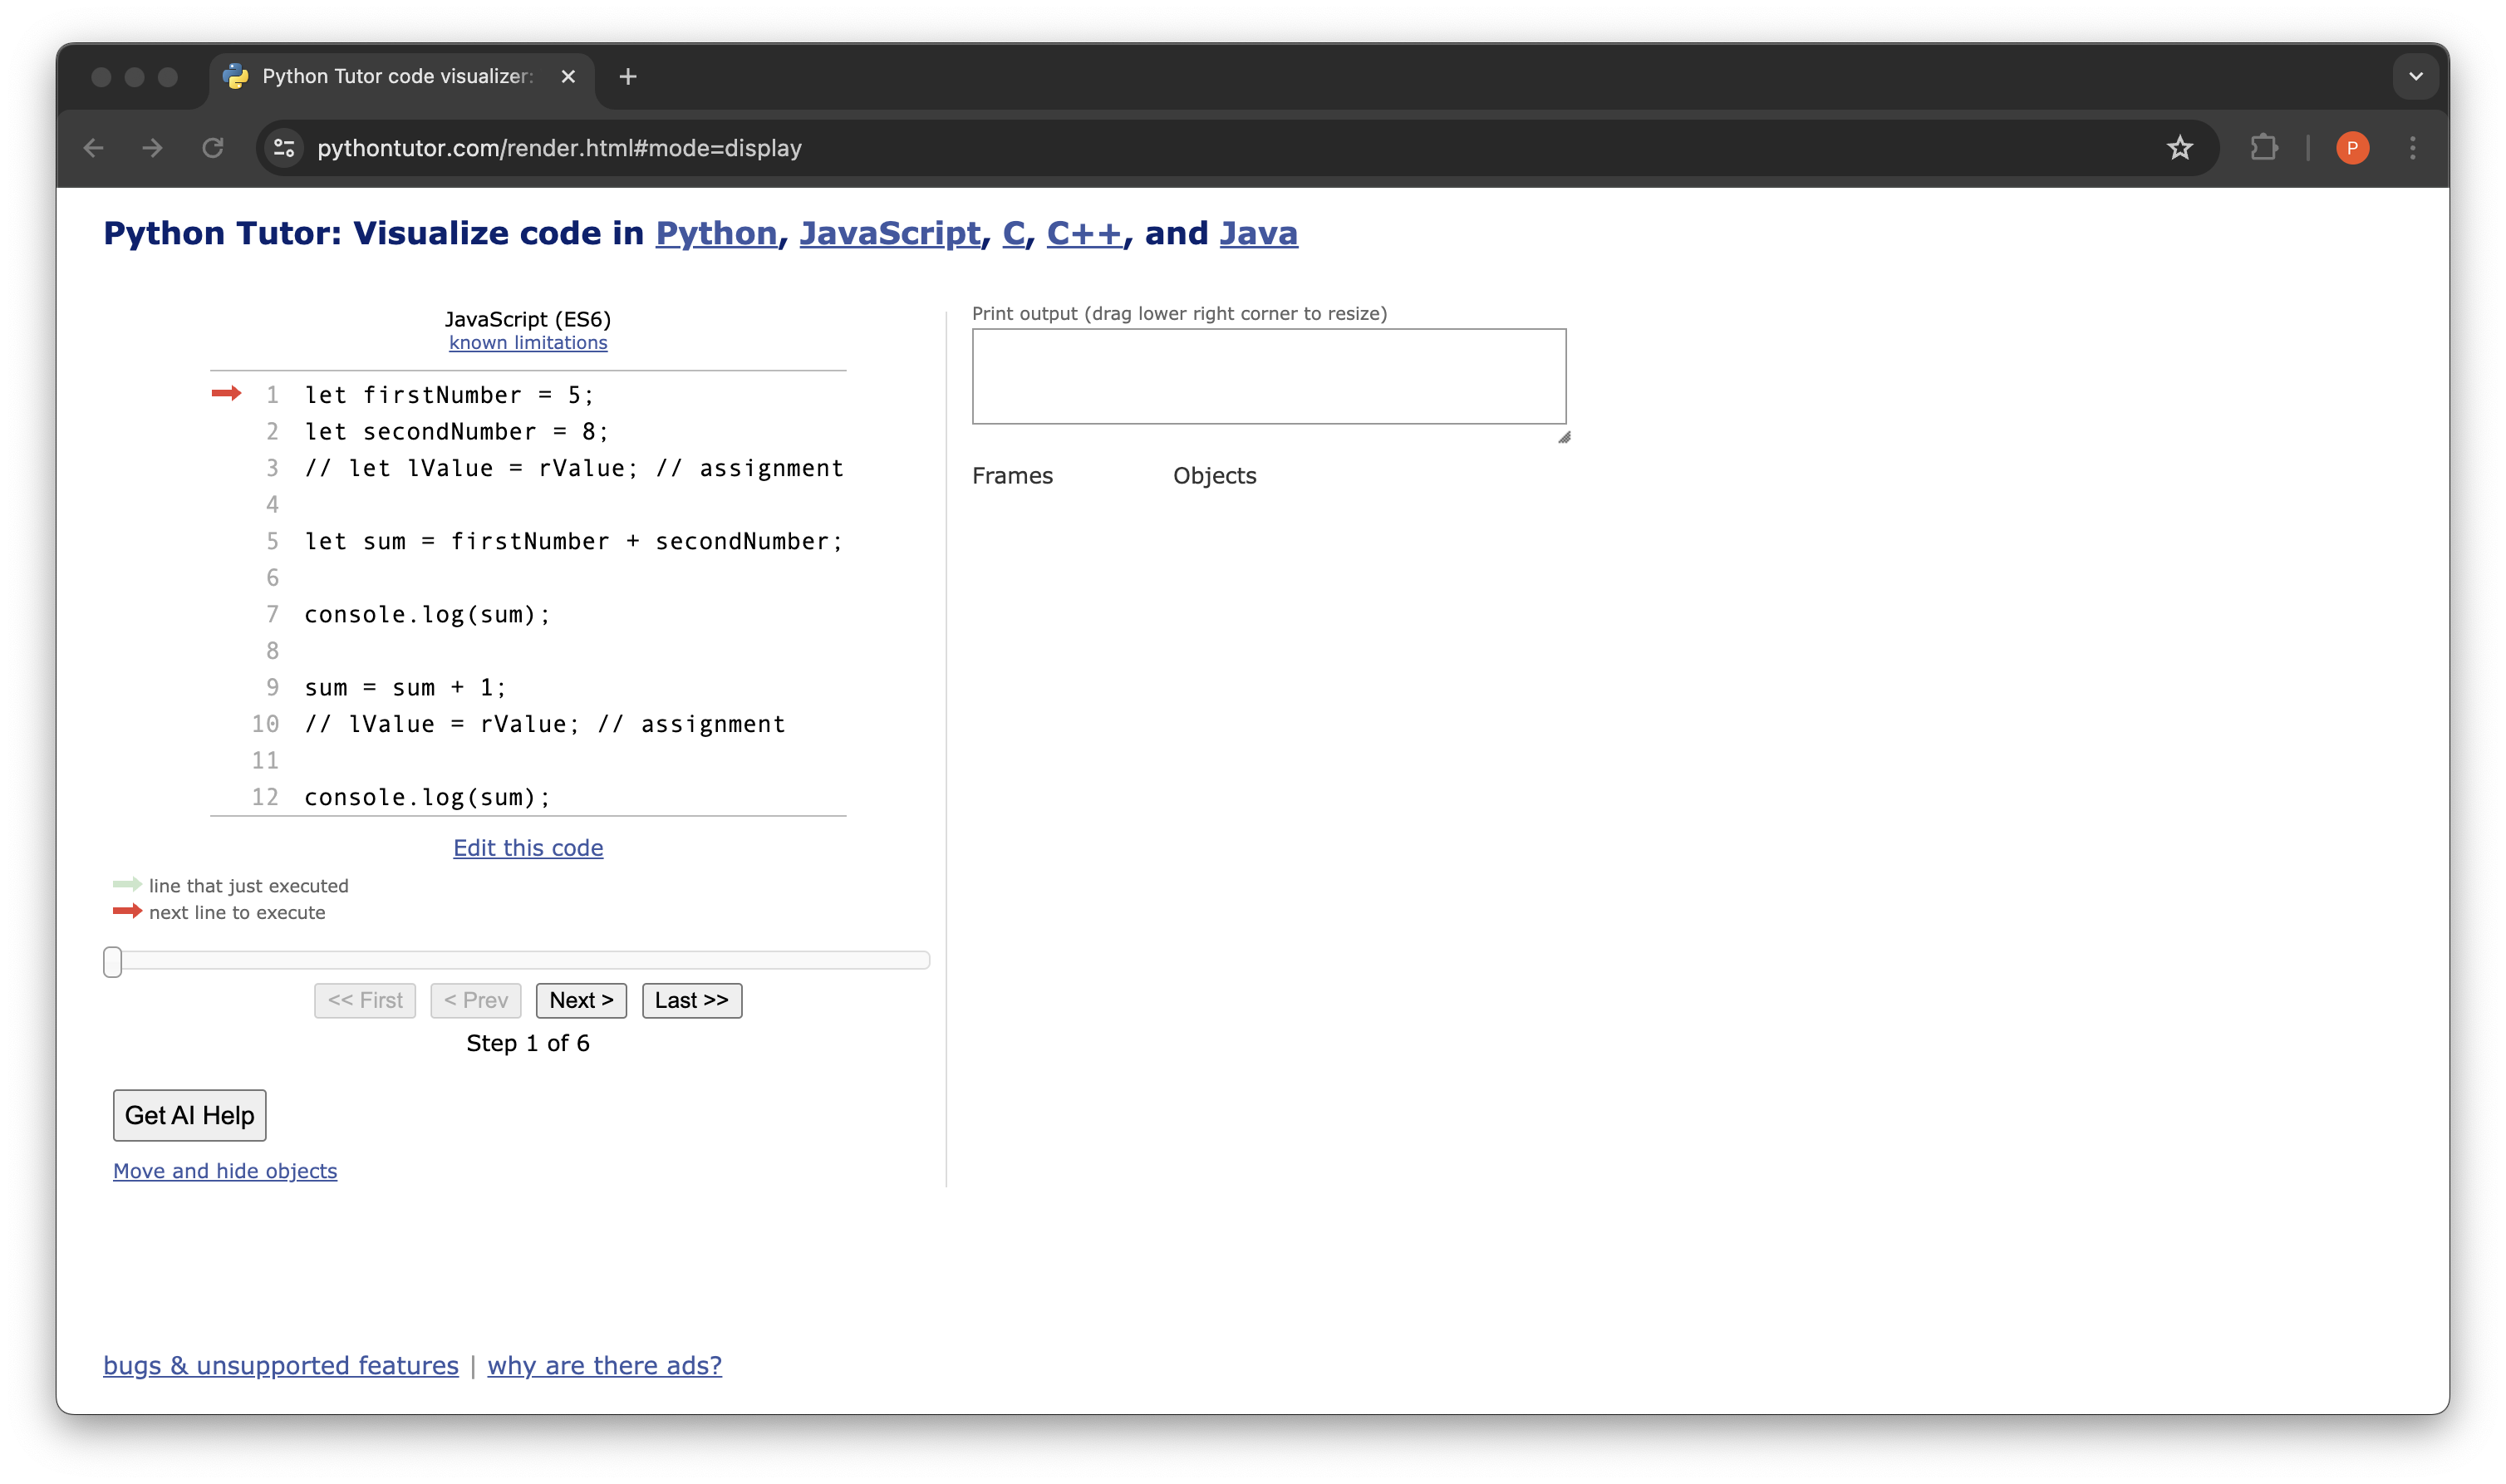 Python Tutor code visualizer:
pythontutor.com/render.html#mode=display
P
Python Tutor: Visualize code in Python, JavaScript, C, C++, and Java
JavaScript (ES6)
known limitations
1 let firstNumber = 5;
2 let secondNumber = 8;
3 // let lValue = rValue; // assignment
4
5 let sum = firstNumber + secondNumber;
6
7 console.log(sum);
8
9 sum = sum + 1;
10 // lValue = rValue; // assignment
11
12 console.log(sum);
Edit this code
line that just executed
next line to execute
<< First < Prev Next > Last >>
Step 1 of 6
Get AI Help
Move and hide objects
Print output (drag lower right corner to resize)
Frames Objects
bugs & unsupported features | why are there ads?